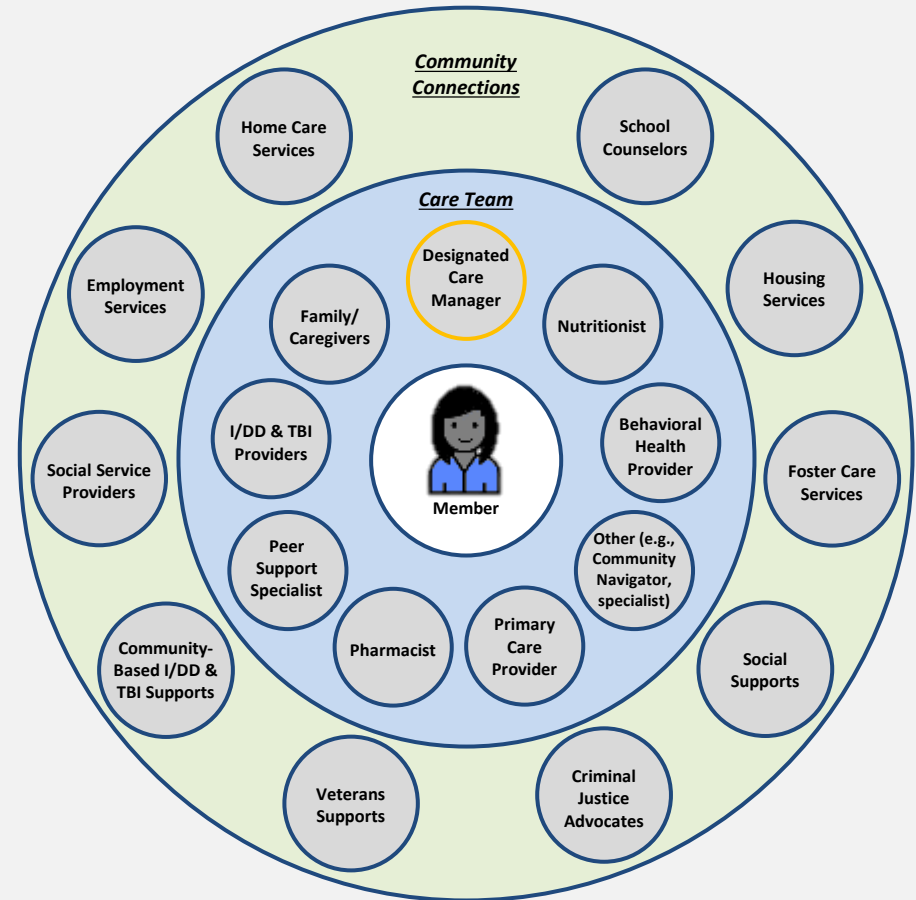 Community
Connections
Home Care
Services
School
Counselors
Care Team
Designated
Care
Manager
Employment
Services
Housing
Services
Family/
Caregivers
Nutritionist
I/DD & TBI
Providers
Behavioral
Health
Provider
Social Service
Providers
Foster Care
Services
Member
Peer
Support
Specialist
Other (e.g.,
Community
Navigator,
specialist)
Pharmacist
Primary
Care
Provider
Community-
Based I/DD &
TBI Supports
Social
Supports
Veterans
Supports
Criminal
Justice
Advocates